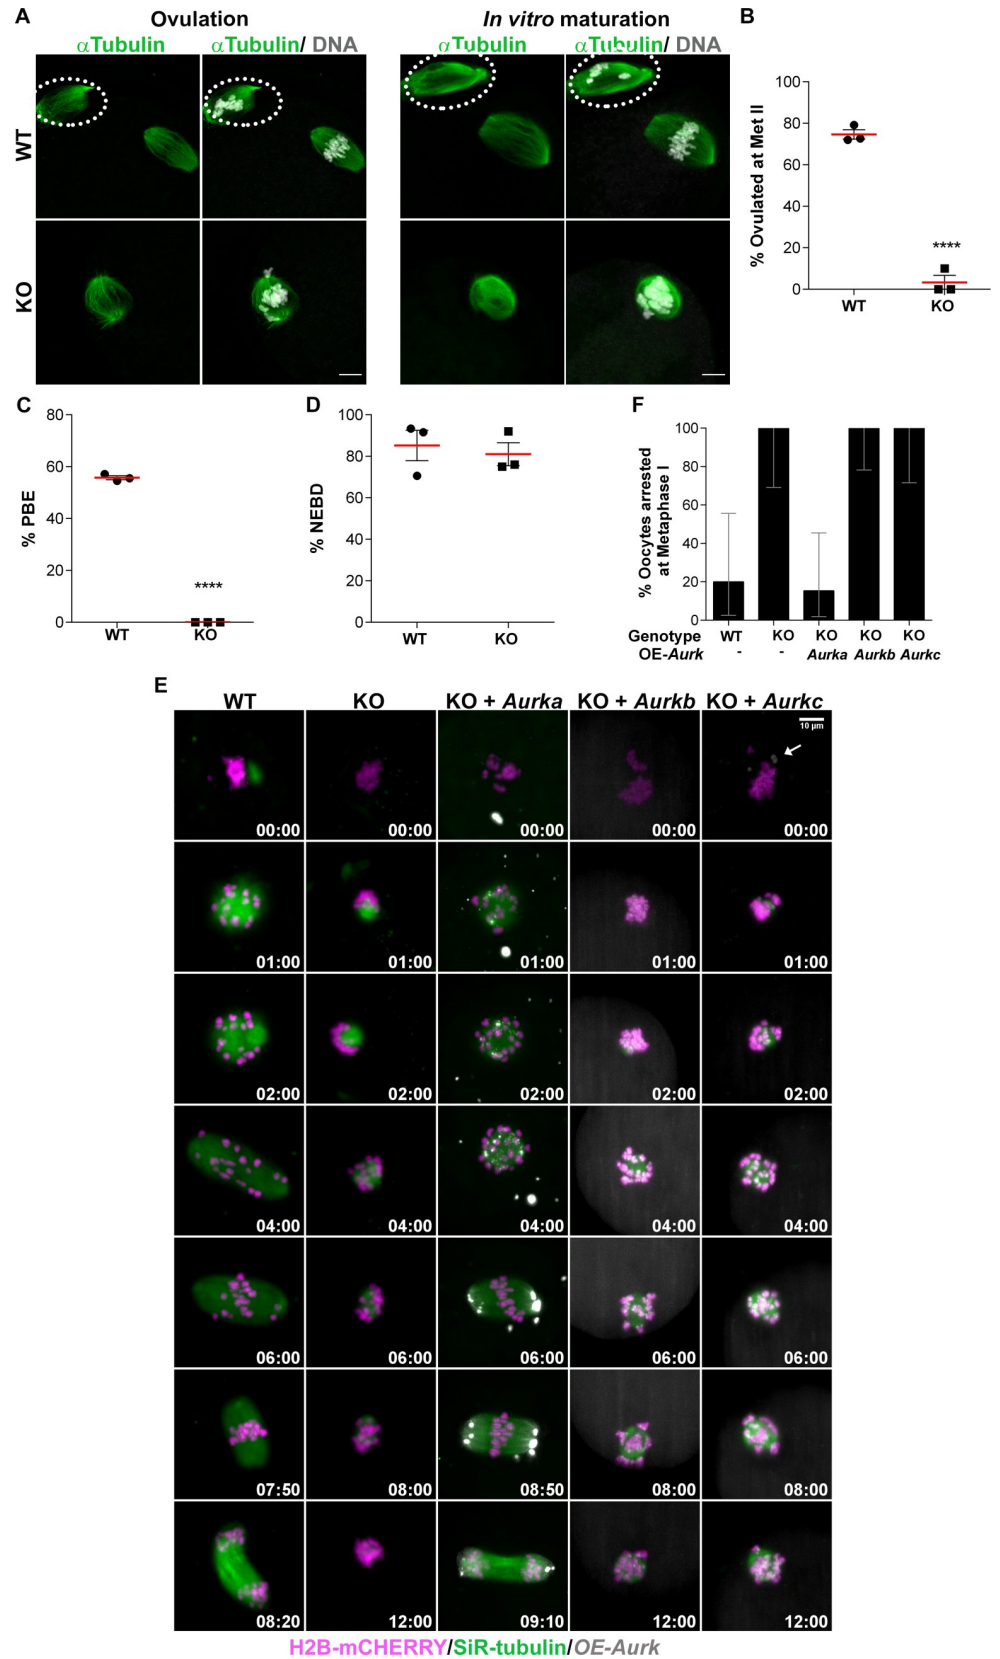 A
Ovulation
In vitro maturation
αTubulin
αTubulin/ DNA
αTubulin
αTubulin/ DNA
WT
KO
B
% Ovulated at Met II
100
80
60
40
20
0
****
WT
KO
C
% PBE
80
60
40
20
0
****
WT
KO
D
% NEBD
100
80
60
40
20
0
WT
KO
F
% Oocytes arrested
at Metaphase I
100
80
60
40
20
0
Genotype WT KO KO KO KO
OE-Aurk - - Aurka Aurkb Aurkc
E
WT KO KO + Aurka KO + Aurkb KO + Aurkc
10 µm
00:00 00:00 00:00 00:00 00:00
01:00 01:00 01:00 01:00 01:00
02:00 02:00 02:00 02:00 02:00
04:00 04:00 04:00 04:00 04:00
06:00 06:00 06:00 06:00 06:00
07:50 08:00 08:50 08:00 08:00
08:20 12:00 09:10 12:00 12:00
H2B-mCHERRY/SiR-tubulin/OE-Aurk